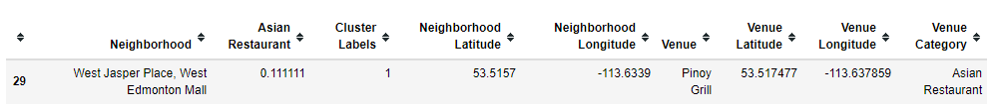 Neighborhood Asian Restaurant Cluster Labels Neighborhood Latitude Neighborhood Longitude Venue Venue Latitude Venue Longitude Venue Category
29 West Jasper Place, West Edmonton Mall 0.111111 1 53.5157 -113.6339 Pinoy Grill 53.517477 -113.637859 Asian Restaurant